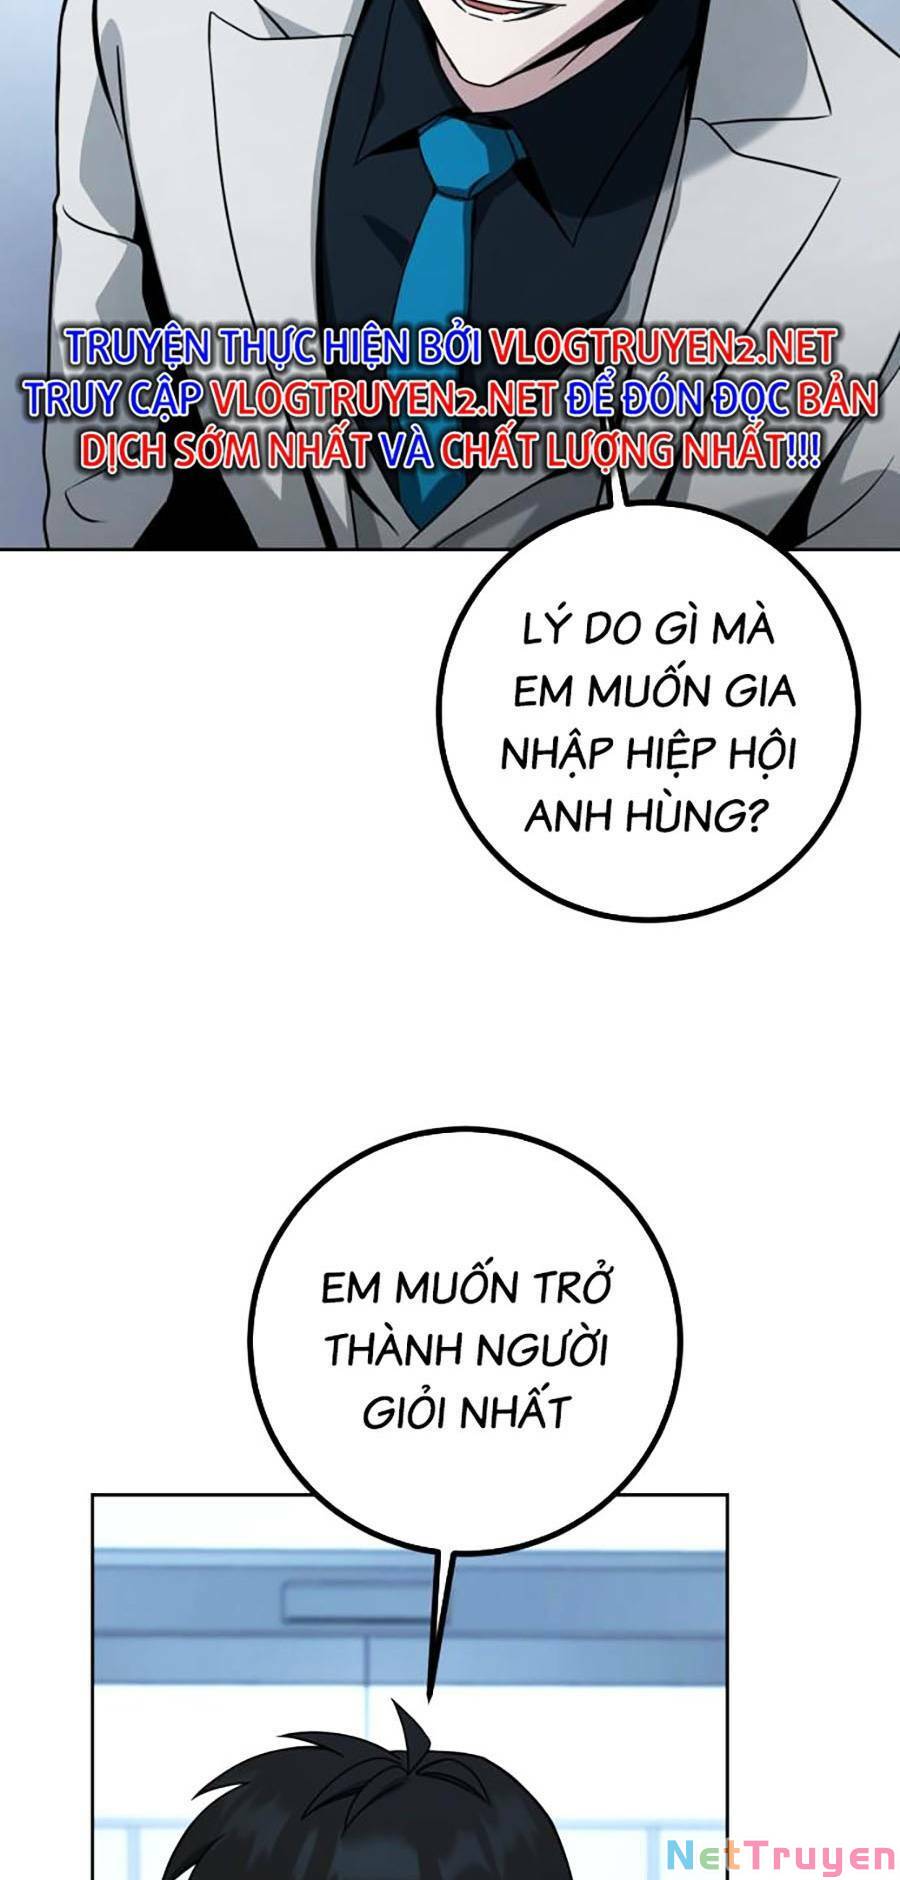 TRUYỆN THỰC HIỆN BỞI VLOGTRUYEN2.NET
TRUY CẬP VLOGTRUYEN2.NET ĐỂ ĐÓN ĐỌC BẢN
DỊCH SỚM NHẤT VÀ CHẤT LƯỢNG NHẤT!!!
LÝ DO GÌ MÀ
EM MUỐN GIA
NHẬP HIỆP HỘI
ANH HÙNG?
EM MUỐN TRỞ
THÀNH NGƯỜI
GIỎI NHẤT
NetTruyen